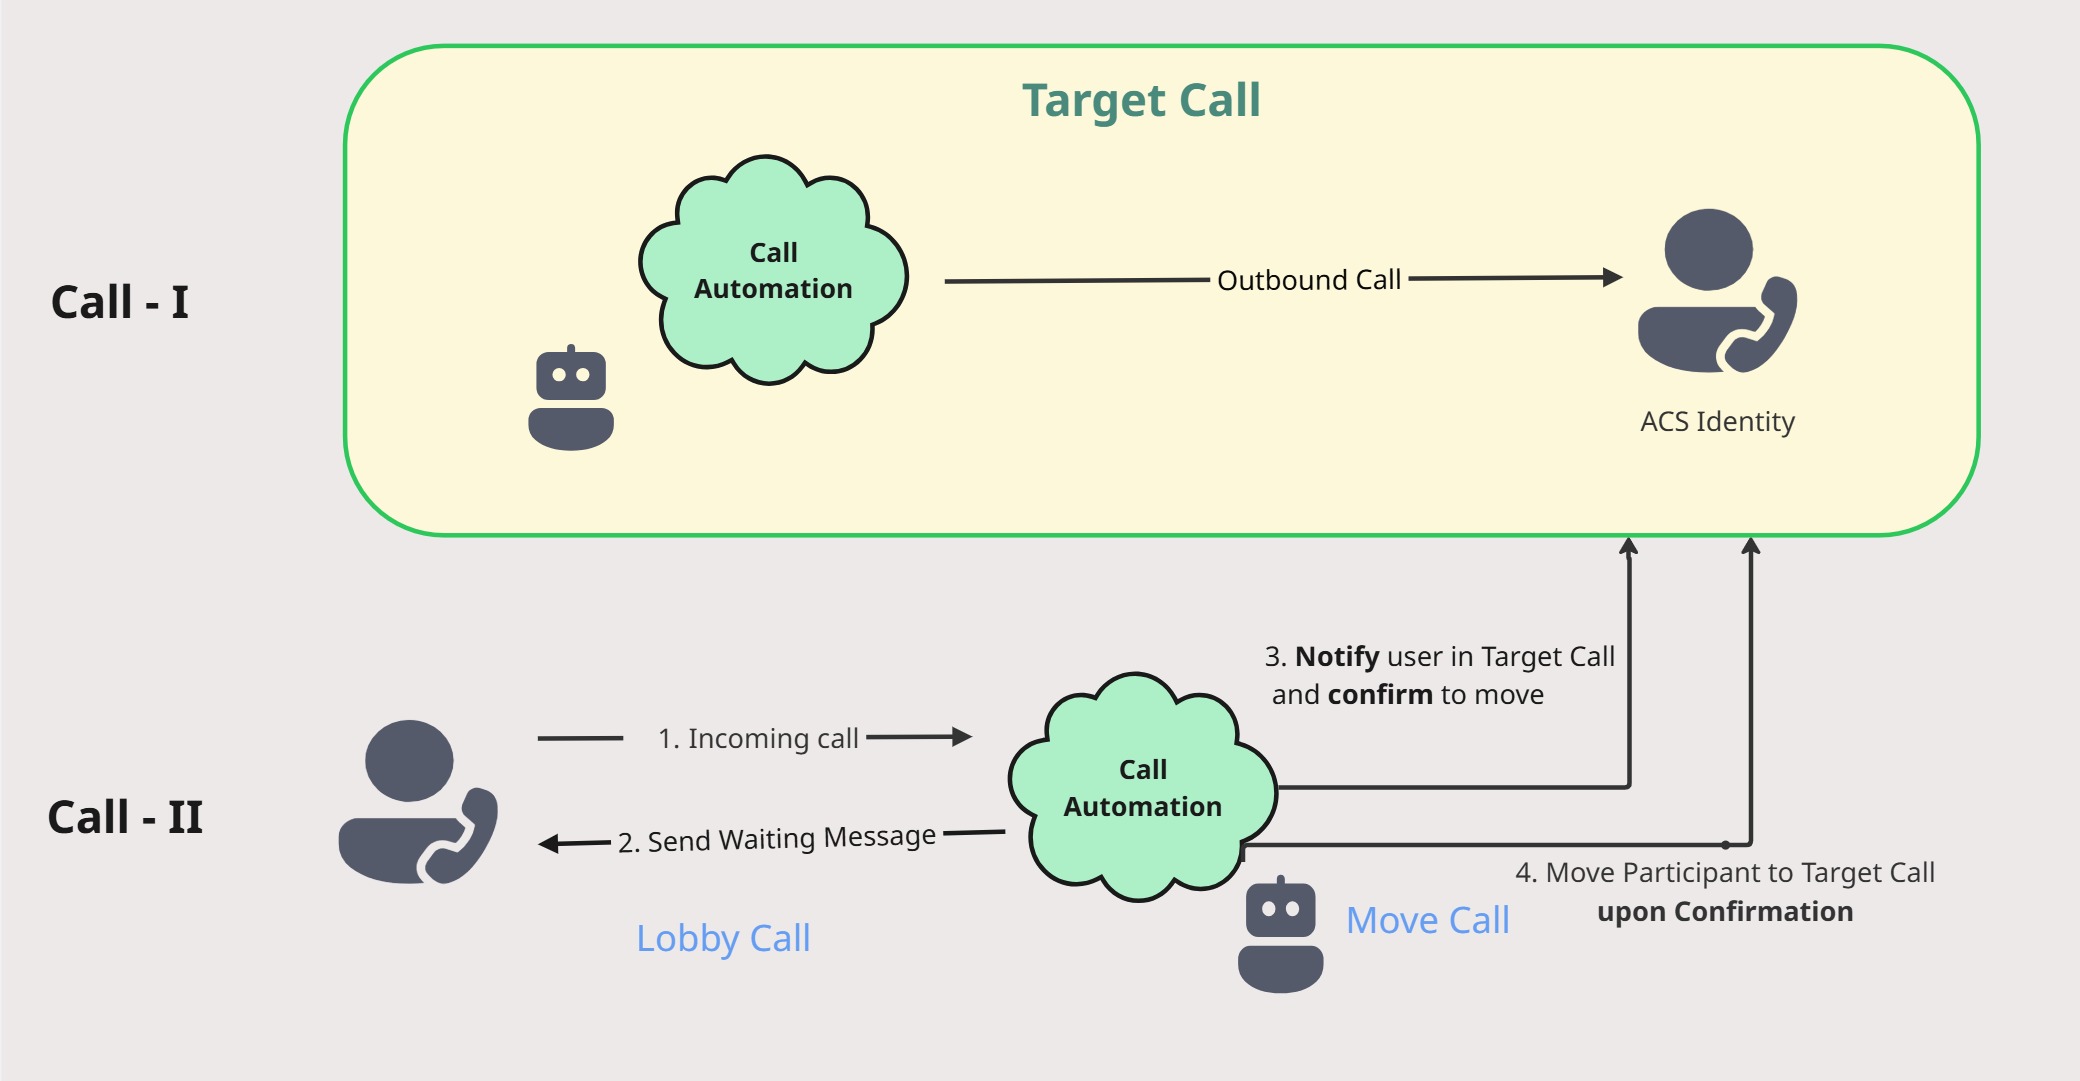 Target Call
Call
Automation
Outbound Call
Call - I
ACS Identity
3. Notify user in Target Call
and confirm to move
1. Incoming call
Call
Automation
Call - II
2. Send Waiting Message
4. Move Participant to Target Call
upon Confirmation
Move Call
Lobby Call